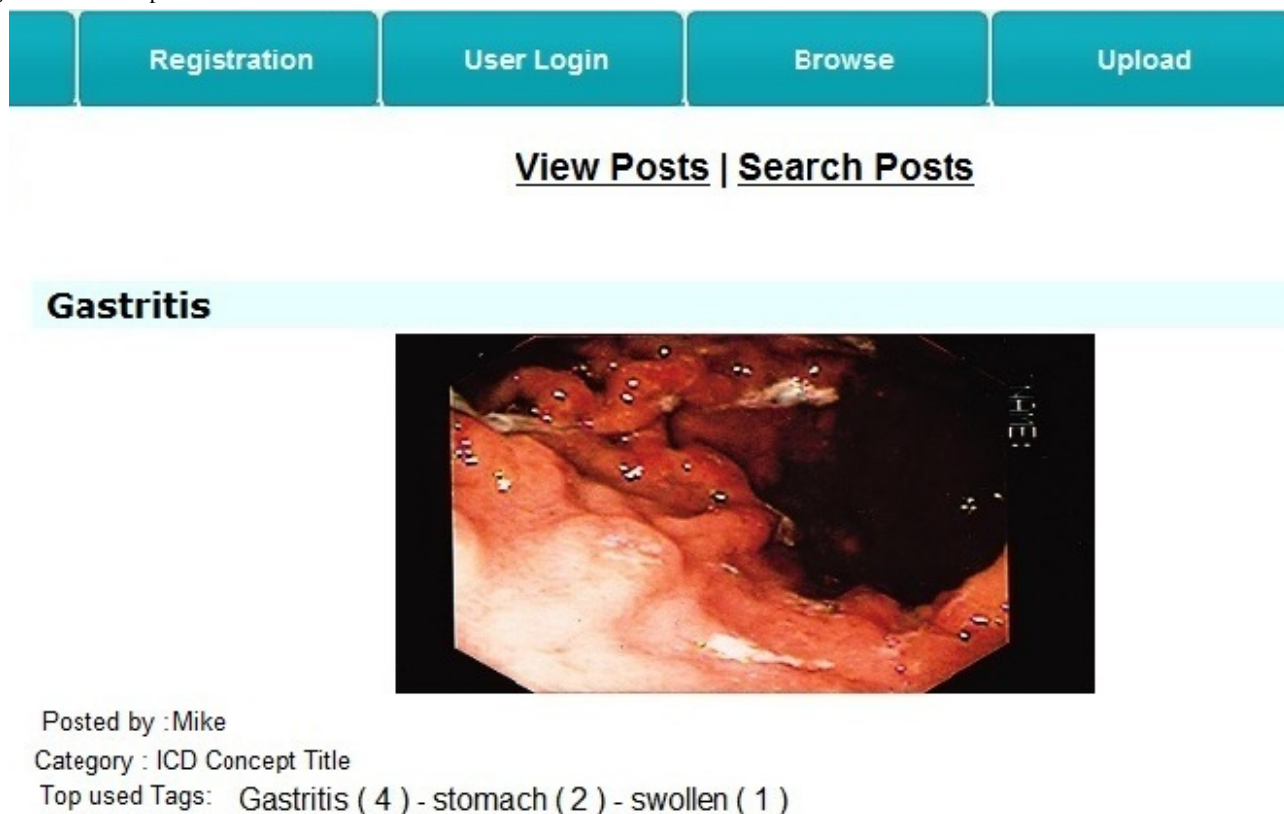 Registration User Login Browse Upload
View Posts | Search Posts
Gastritis
Posted by :Mike
Category : ICD Concept Title
Top used Tags: Gastritis ( 4 ) - stomach ( 2 ) - swollen ( 1 )